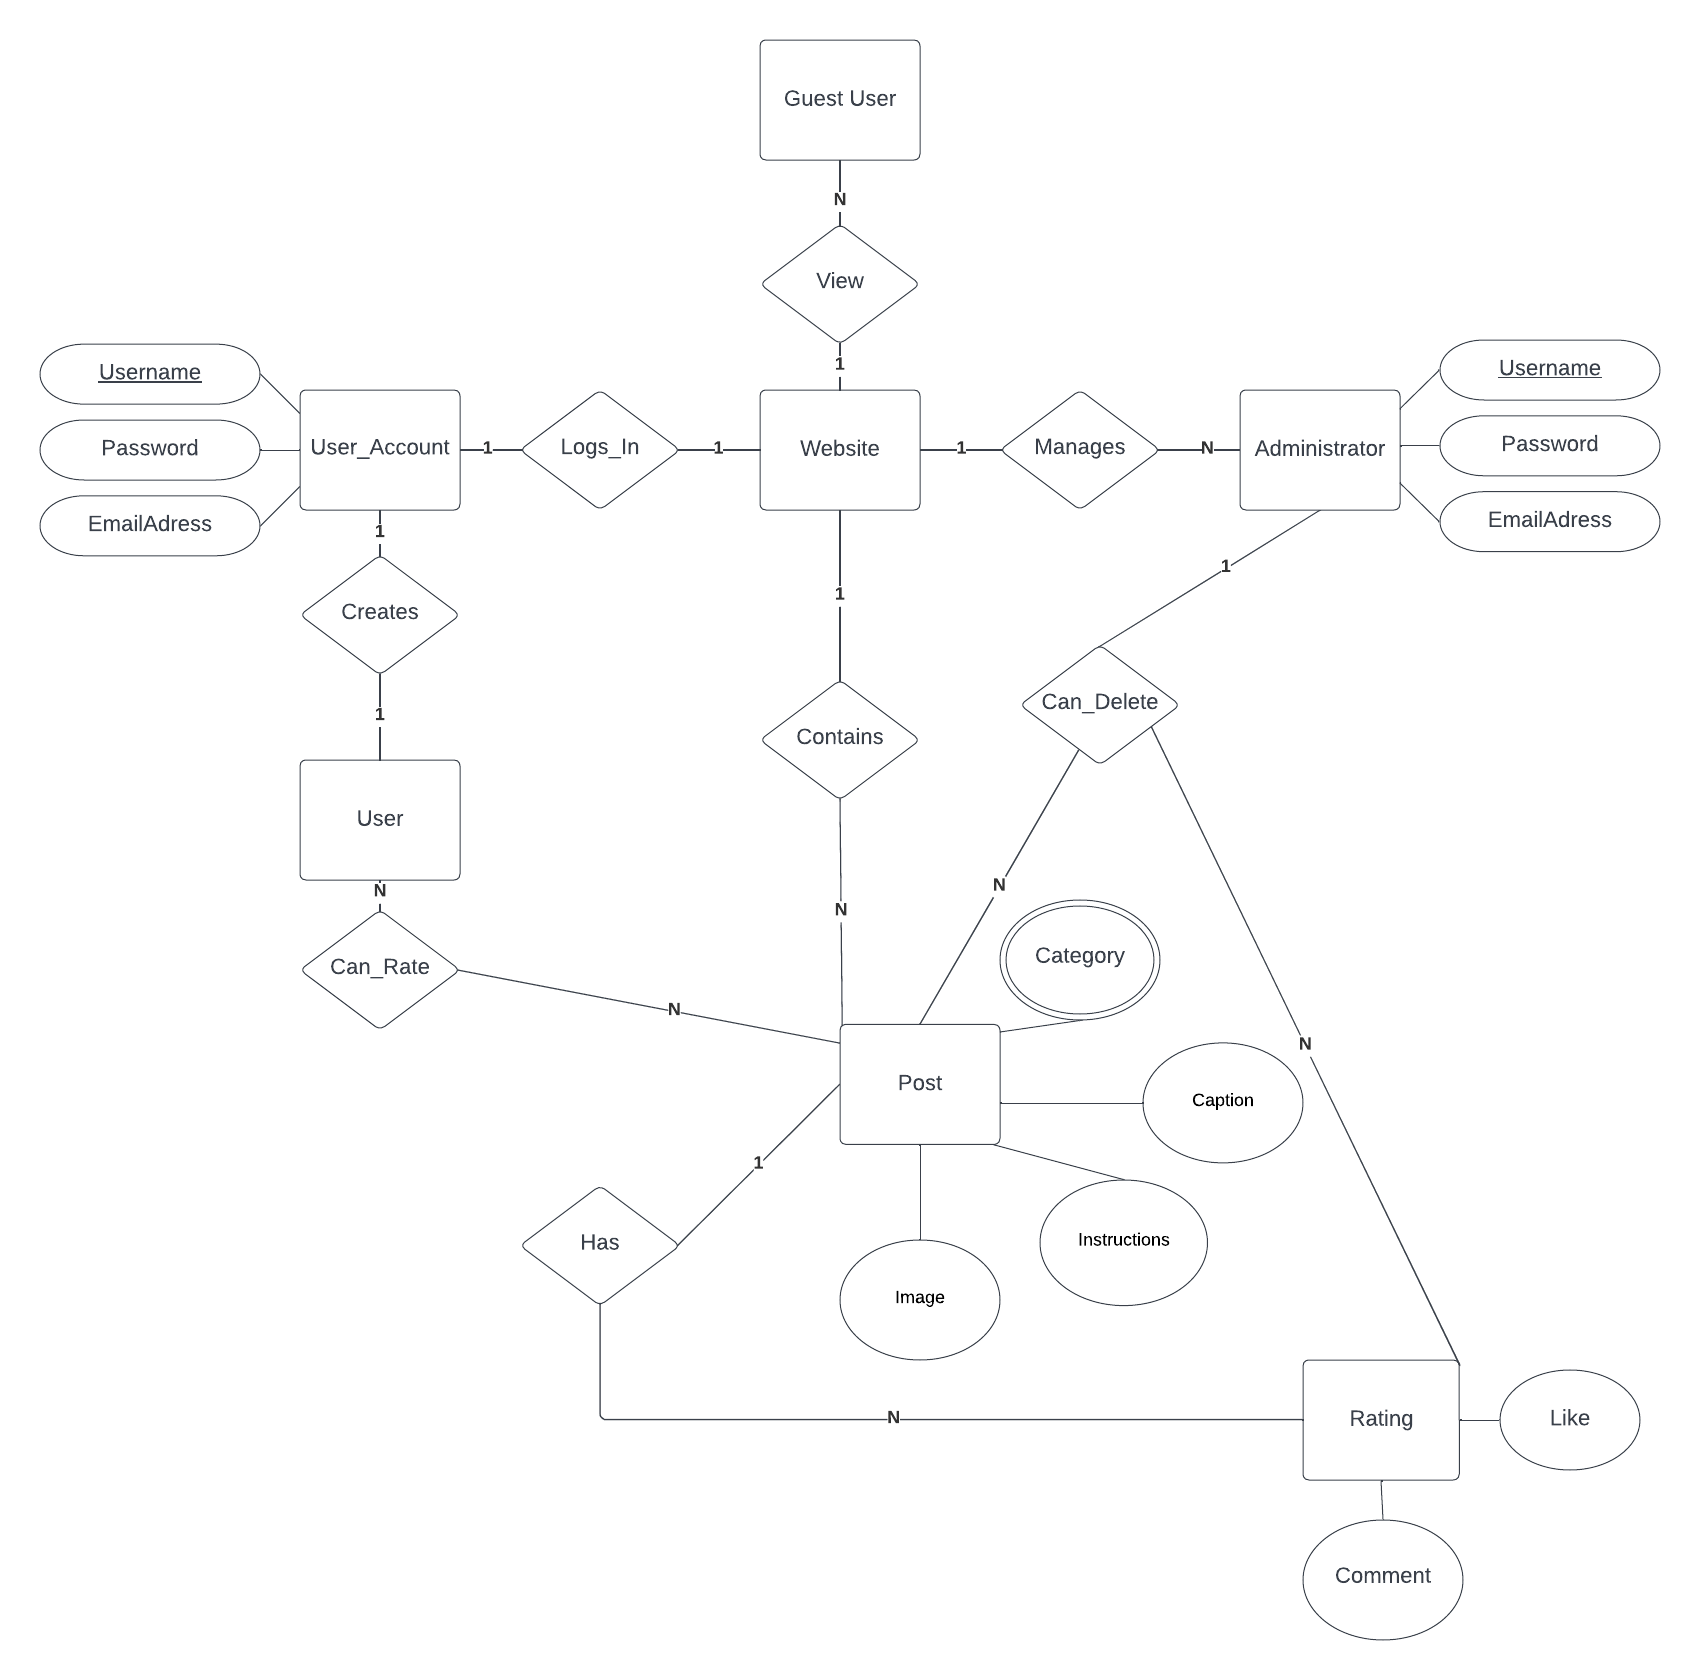 Guest User
N
View
1
Username
Password
EmailAdress
User_Account
1
Logs_In
1
Website
1
Manages
N
Administrator
Username
Password
EmailAdress
1
Creates
1
User
N
Can_Rate
N
1
Contains
N
1
Can_Delete
N
N
Category
Post
Caption
Instructions
Image
1
Has
N
Rating
Like
Comment